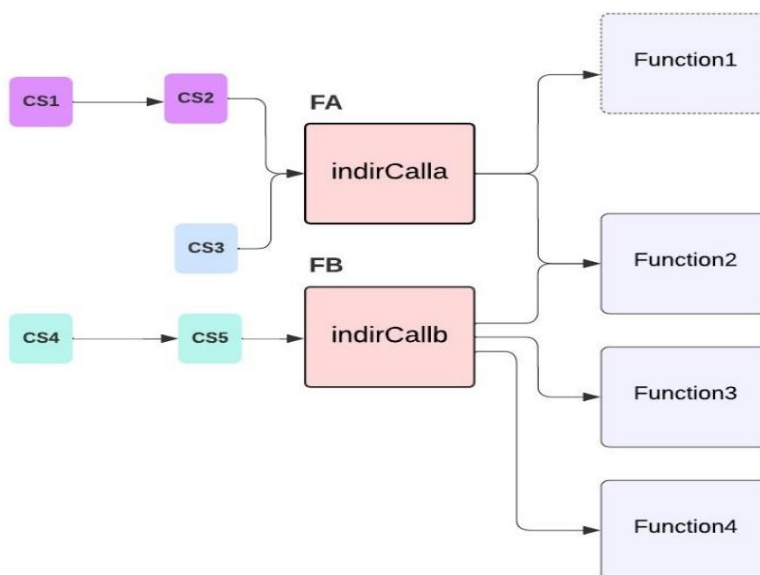 Function1
CS1
CS2
FA
indirCalla
CS3
Function2
FB
indirCallb
CS4
CS5
Function3
Function4